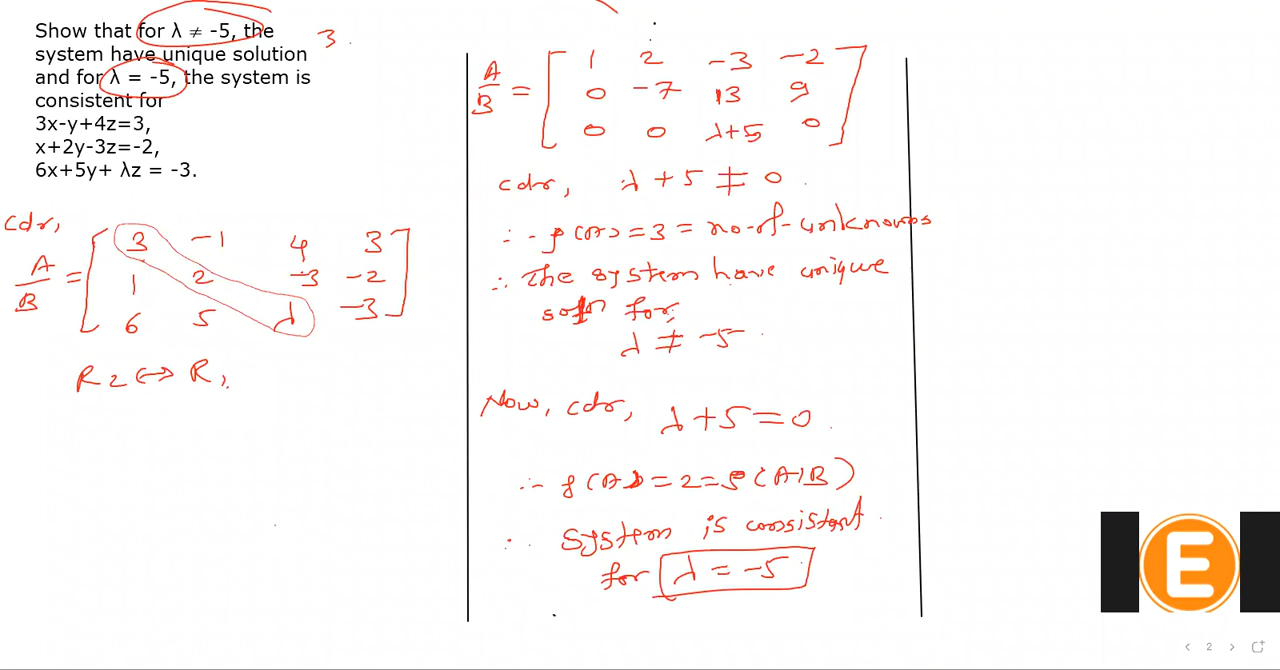 Show that for λ ≠ -5, the
system have unique solution
and for λ = -5, the system is
consistent for
3x-y+4z=3,
x+2y-3z=-2,
6x+5y+ λz = -3.
3
cdr,
A/B = [ 3 -1 4 3
1 2 -3 -2
6 5 λ -3 ]
R2 ↔ R1
A/B = [ 1 2 -3 -2
0 -7 13 9
0 0 λ+5 0 ]
cdr, λ+5 ≠ 0
∴ ρ(A) = 3 = no-of-unknowns
∴ The system have unique
soln for,
λ ≠ -5
Now, cdr, λ+5=0
∴ ρ(A) = 2 = ρ(A|B)
∴ System is consistent
for λ = -5
E
< 2 >